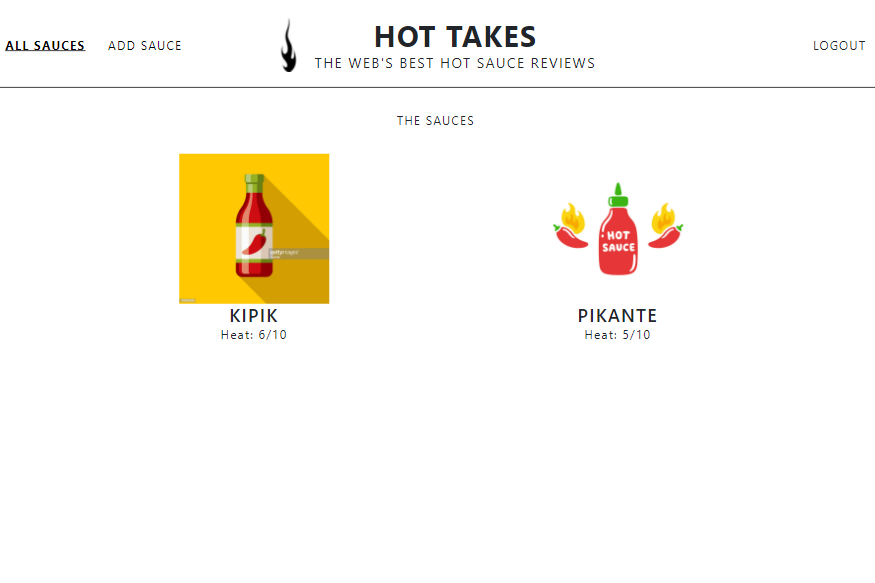 ALL SAUCES
ADD SAUCE
HOT TAKES
THE WEB'S BEST HOT SAUCE REVIEWS
LOGOUT
THE SAUCES
gettyimages
HOT
SAUCE
KIPIK
Heat: 6/10
PIKANTE
Heat: 5/10